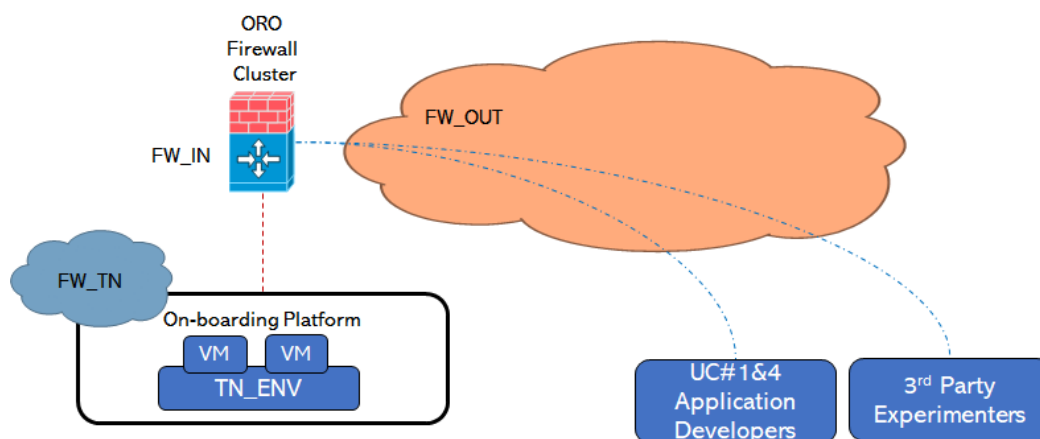 ORO
Firewall
Cluster
FW_OUT
FW_IN
FW_TN
On-boarding Platform
VM
VM
TN_ENV
UC#1&4
Application
Developers
3rd Party
Experimenters